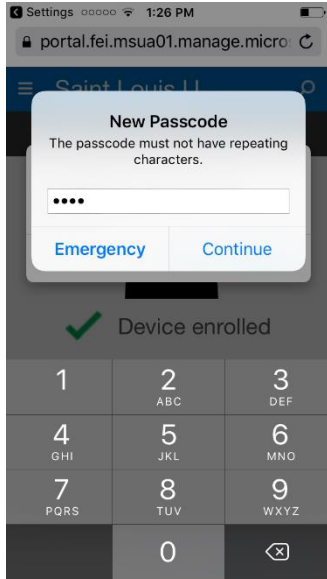 Settings 1:26 PM
portal.fei.msua01.manage.micro
Saint Louis U
New Passcode
The passcode must not have repeating
characters.
••••
Emergency Continue
Device enrolled
1 2 3
ABC DEF
4 5 6
GHI JKL MNO
7 8 9
PQRS TUV WXYZ
0